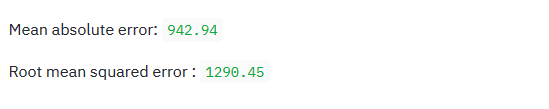 Mean absolute error: 942.94
Root mean squared error : 1290.45